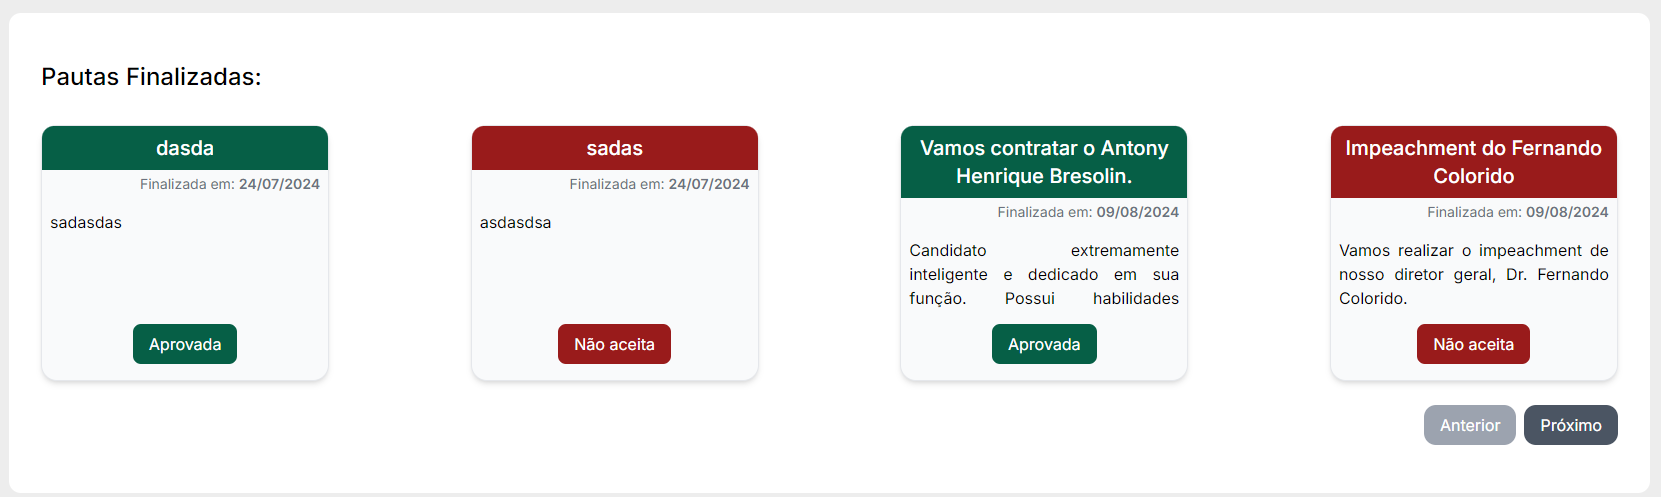 Pautas Finalizadas:
dasda
Finalizada em: 24/07/2024
sadasdas
Aprovada
sadas
Finalizada em: 24/07/2024
asdasdsa
Não aceita
Vamos contratar o Antony
Henrique Bresolin.
Finalizada em: 09/08/2024
Candidato extremamente
inteligente e dedicado em sua
função. Possui habilidades
Aprovada
Impeachment do Fernando
Colorido
Finalizada em: 09/08/2024
Vamos realizar o impeachment de
nosso diretor geral, Dr. Fernando
Colorido.
Não aceita
Anterior
Próximo